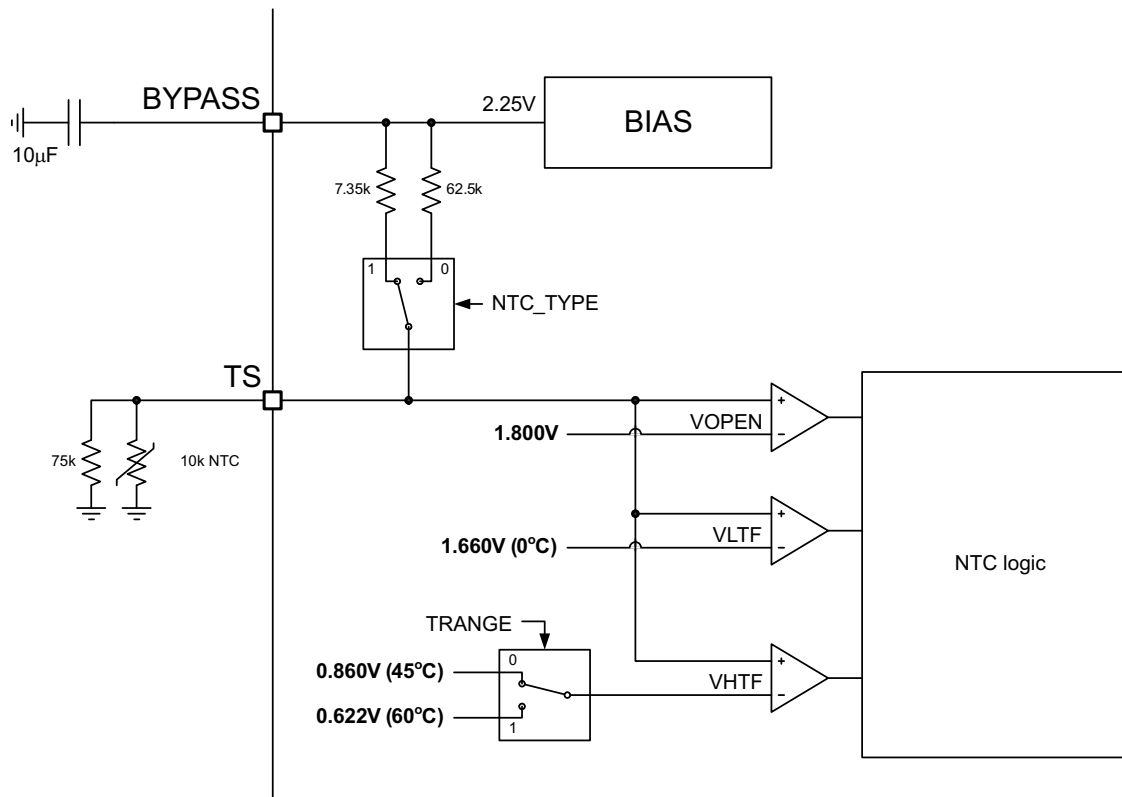 BYPASS
2.25V
BIAS
10μF
7.35k
62.5k
1
0
NTC_TYPE
TS
VOPEN
1.800V
75k
10k NTC
+
−
VLTF
1.660V (0°C)
+
−
NTC logic
TRANGE
0
0.860V (45°C)
VHTF
0.622V (60°C)
1
+
−